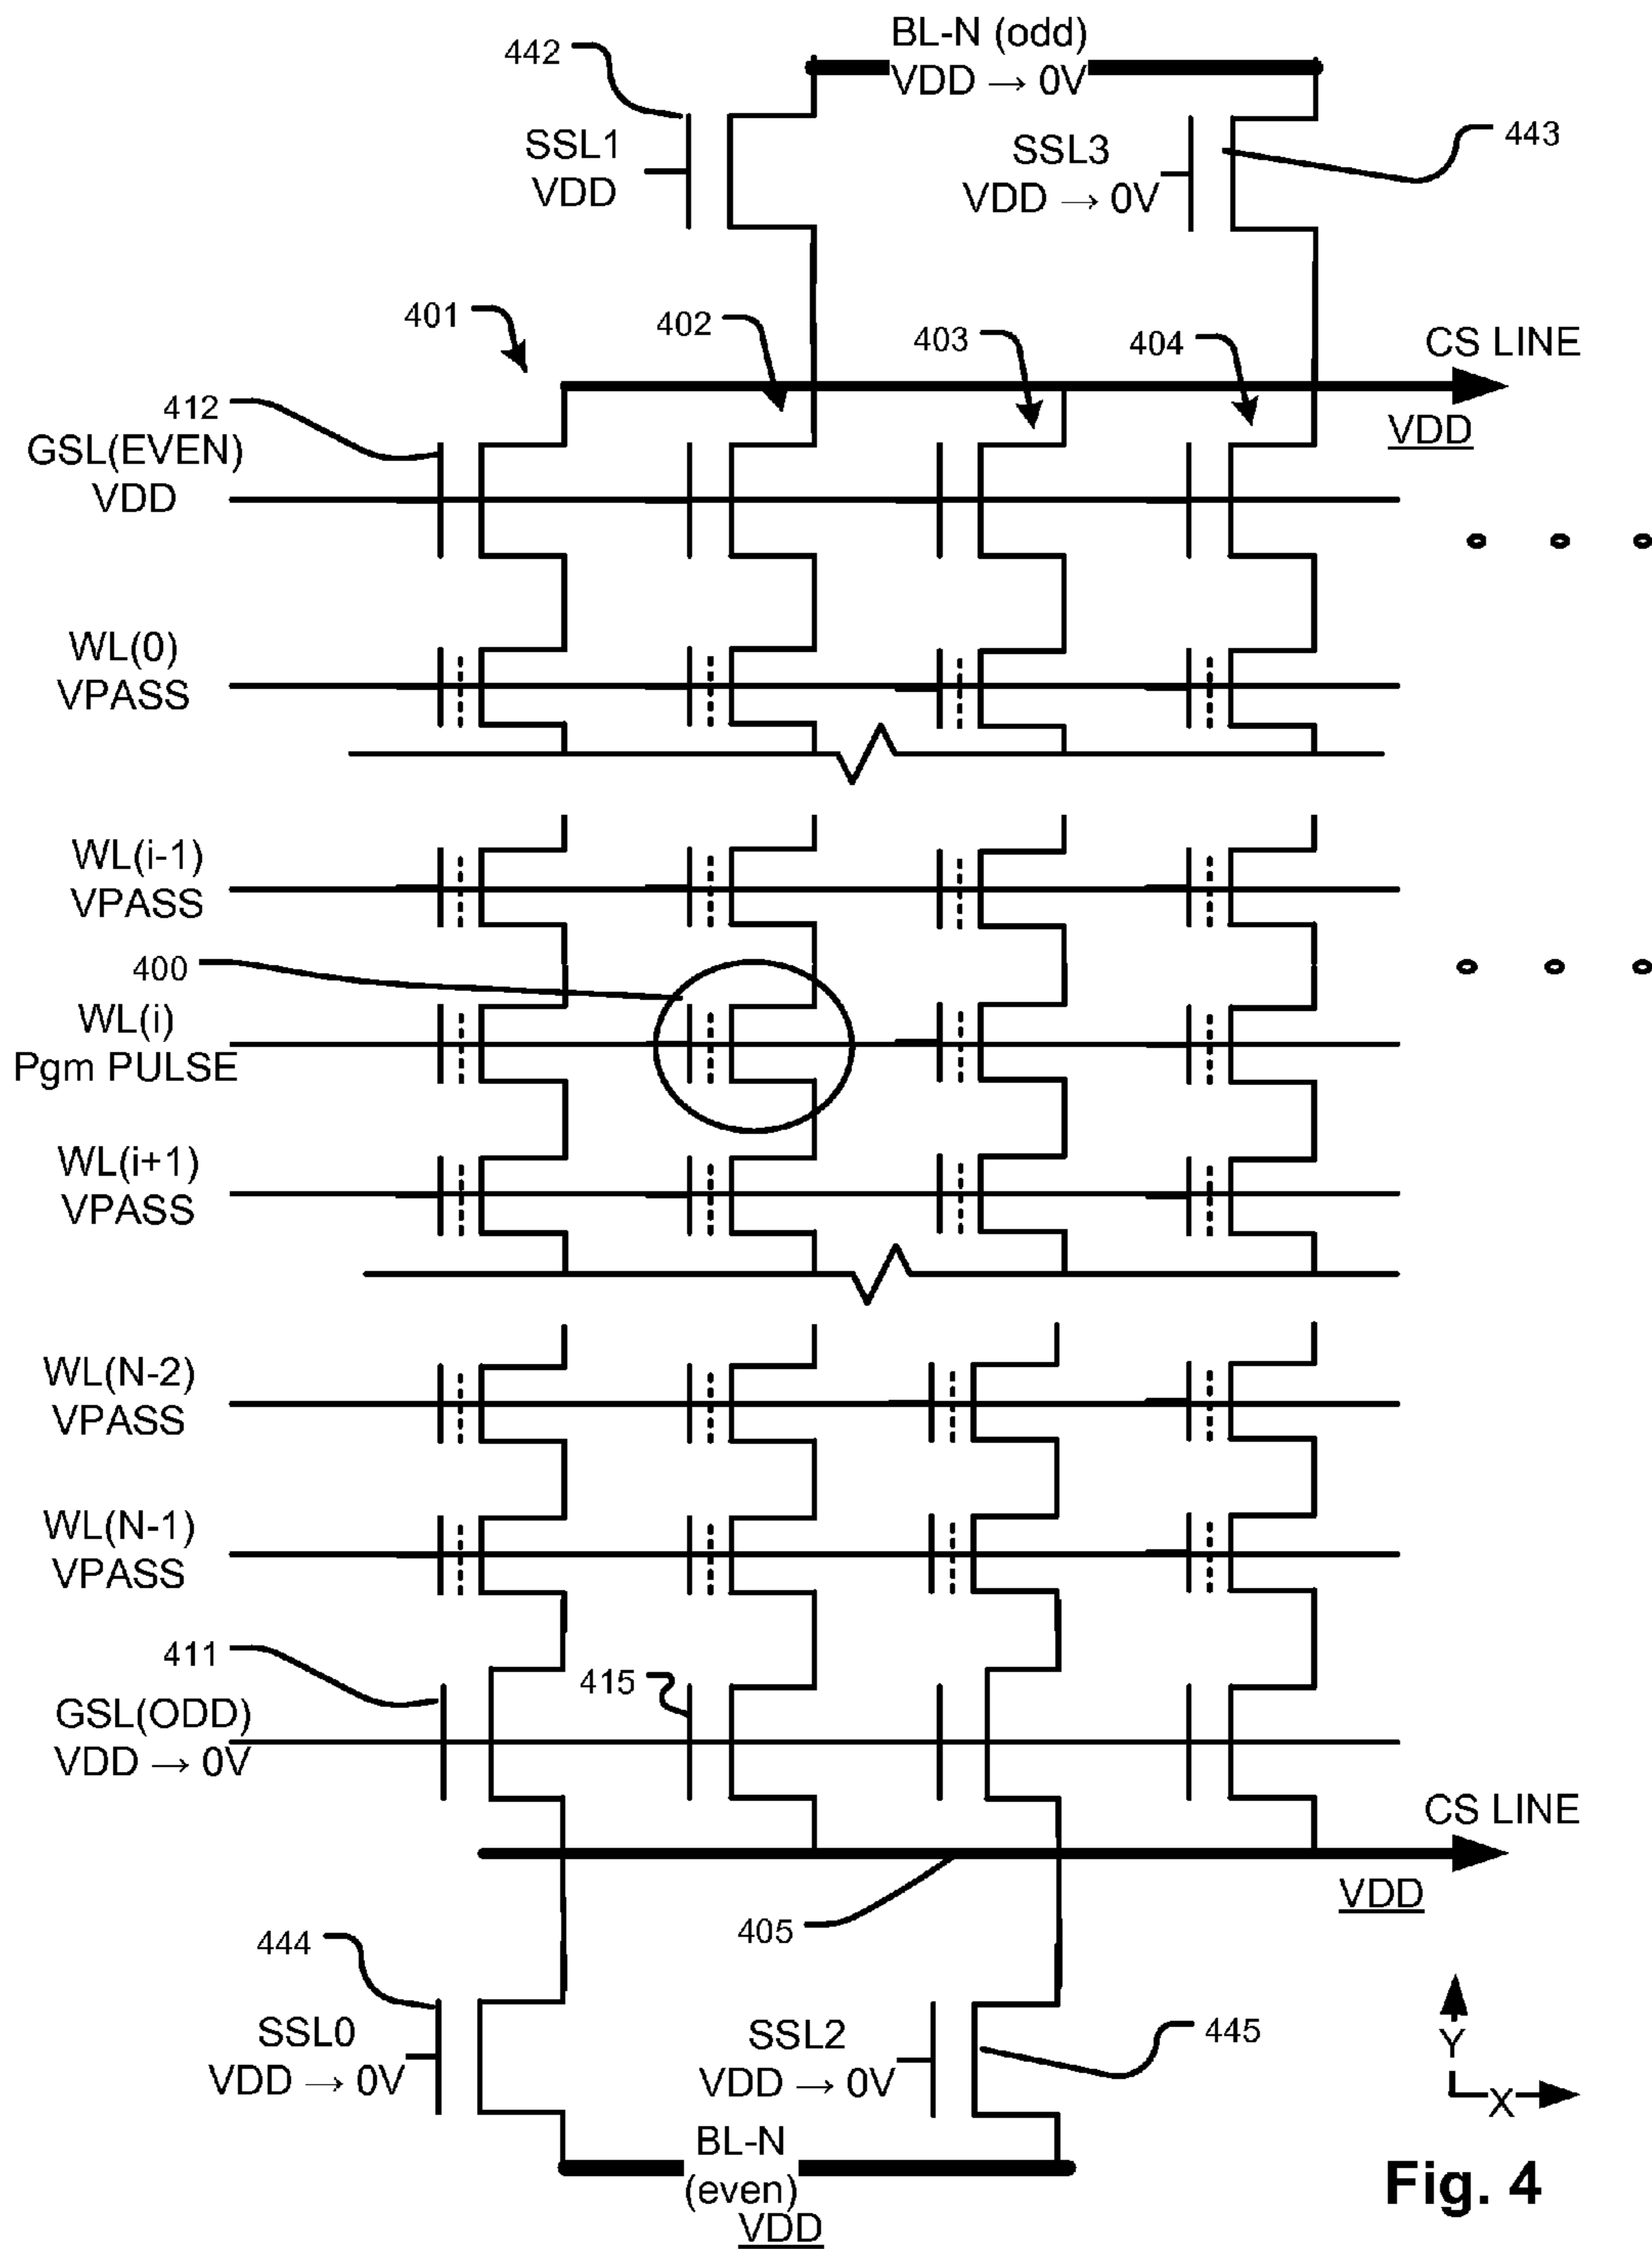 BL-N (odd)
VDD → 0V
442
SSL1
VDD
SSL3
VDD → 0V
443
401
402
403
404
CS LINE
VDD
412
GSL(EVEN)
VDD
WL(0)
VPASS
WL(i-1)
VPASS
400
WL(i)
Pgm PULSE
WL(i+1)
VPASS
WL(N-2)
VPASS
WL(N-1)
VPASS
411
415
GSL(ODD)
VDD → 0V
CS LINE
VDD
405
444
SSL0
VDD → 0V
SSL2
VDD → 0V
445
Y
X
BL-N
(even)
VDD
Fig. 4